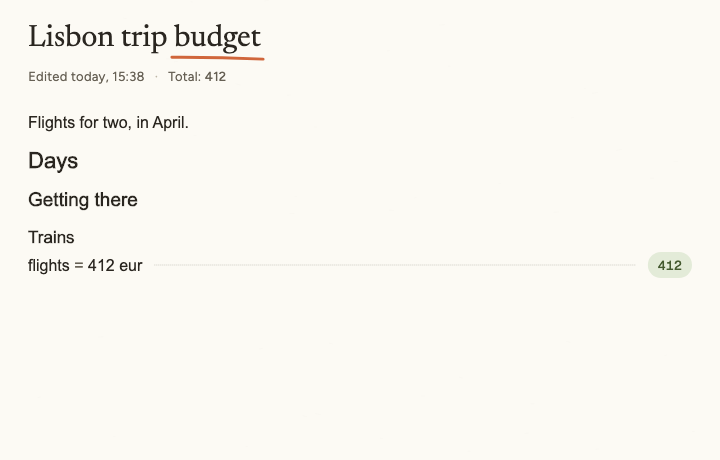 Lisbon trip budget
Edited today, 15:38 · Total: 412
Flights for two, in April.
Days
Getting there
Trains
flights = 412 eur 412